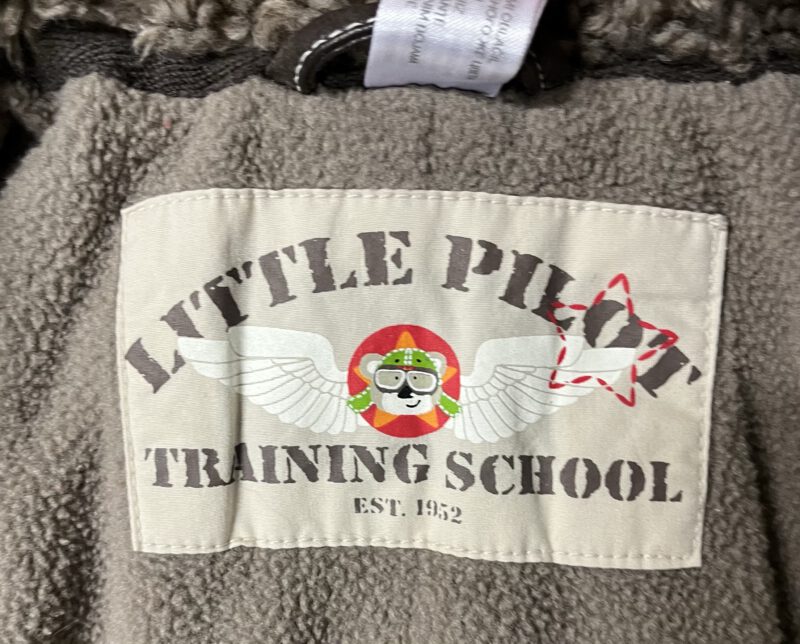 LITTLE PILOT
TRAINING SCHOOL
EST. 1952